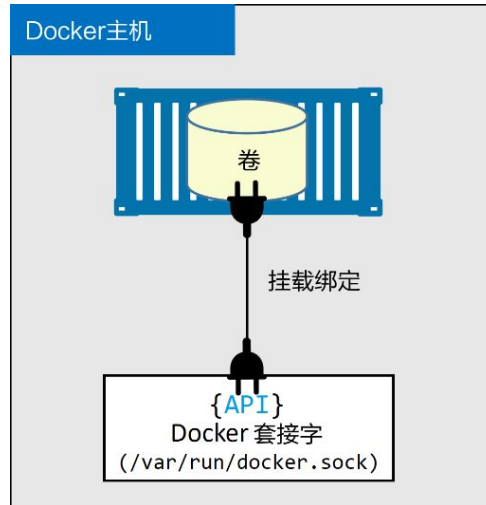 Docker主机
卷
挂载绑定
{API}
Docker 套接字
(/var/run/docker.sock)